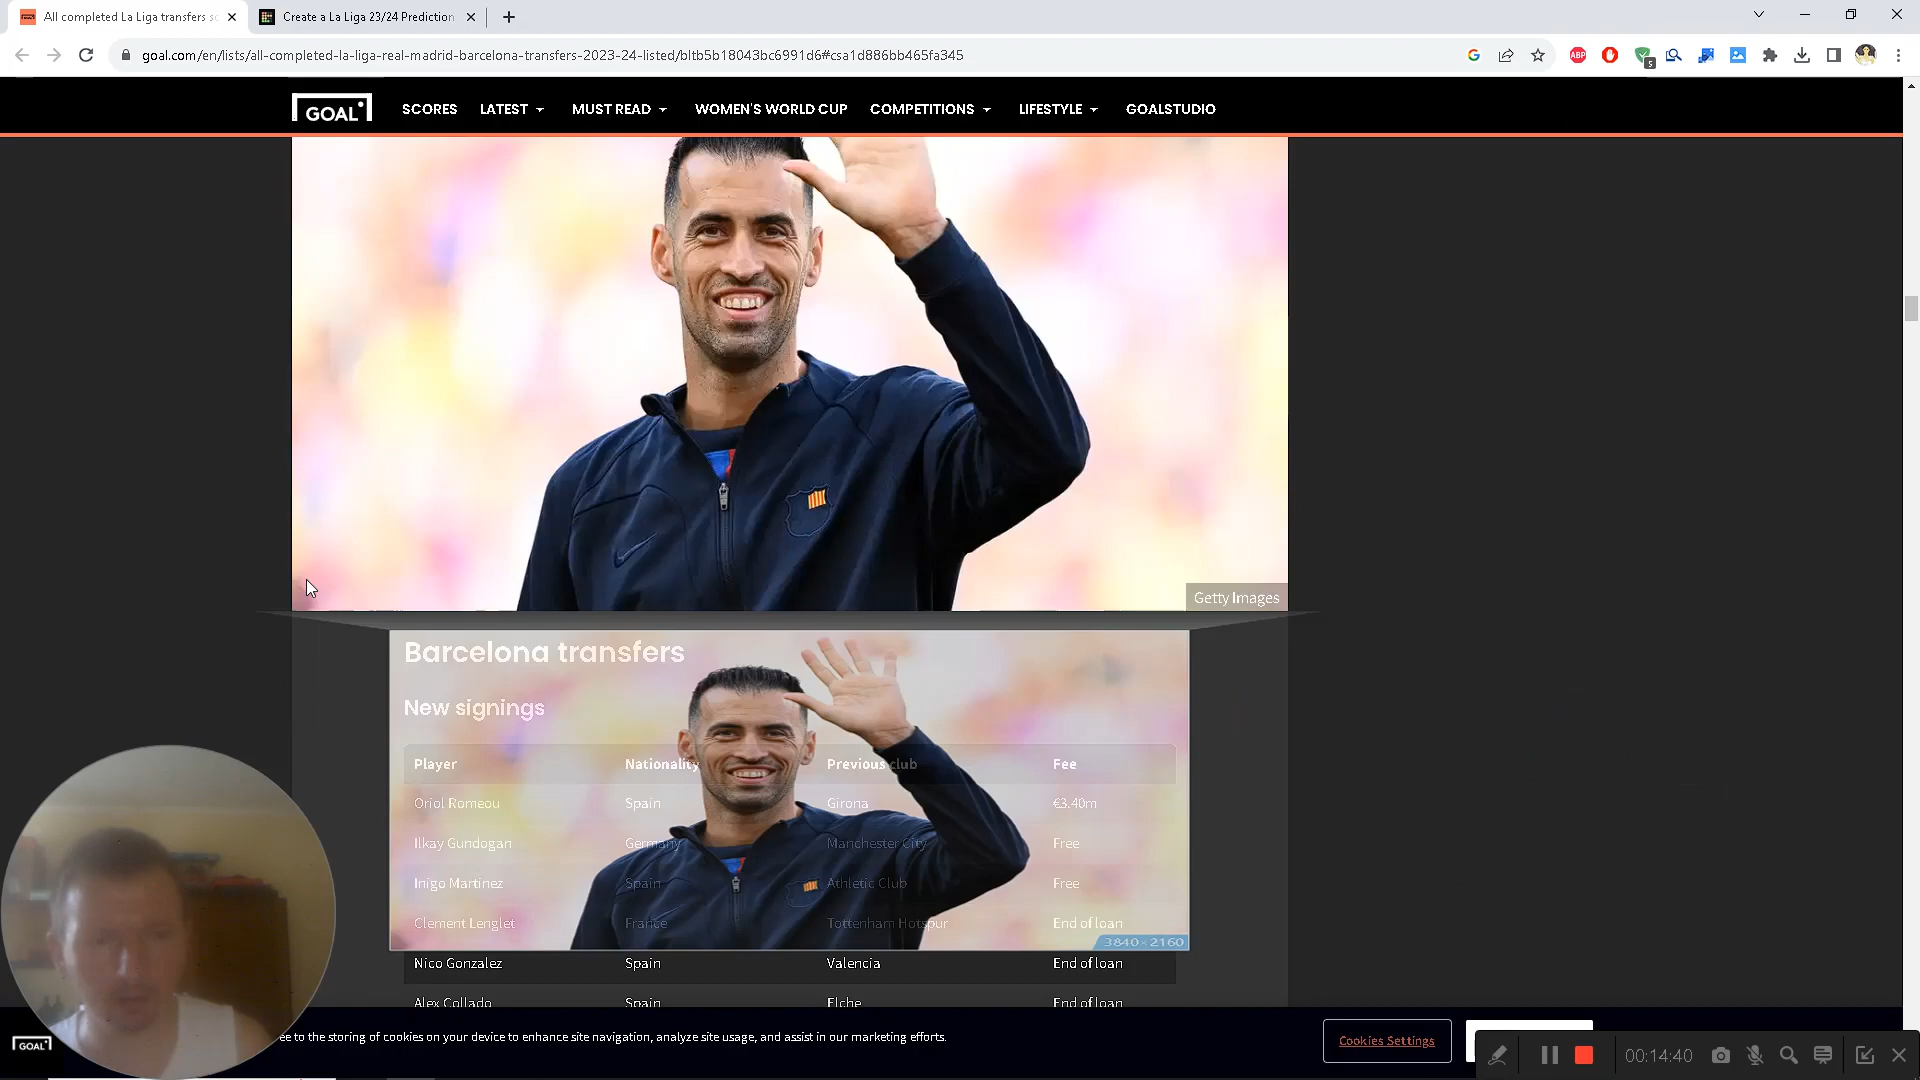 All completed La Liga transfers sc
Create a La Liga 23/24 Prediction
goal.com/en/lists/all-completed-la-liga-real-madrid-barcelona-transfers-2023-24-listed/bltb5b18043bc6991d6#csa1d886bb465fa345
ABP
5
GOAL SCORES LATEST MUST READ WOMEN'S WORLD CUP COMPETITIONS LIFESTYLE GOALSTUDIO
Getty Images
Barcelona transfers
New signings
Player Nationality Previous club Fee
Oriol Romeou Spain Girona €3.40m
Ilkay Gundogan Germany Manchester City Free
Inigo Martinez Spain Athletic Club Free
Clement Lenglet France Tottenham Hotspur End of loan
3840×2160
Nico Gonzalez Spain Valencia End of loan
Alex Collado Spain Elche End of loan
GOAL
ee to the storing of cookies on your device to enhance site navigation, analyze site usage, and assist in our marketing efforts.
Cookies Settings
00:14:40